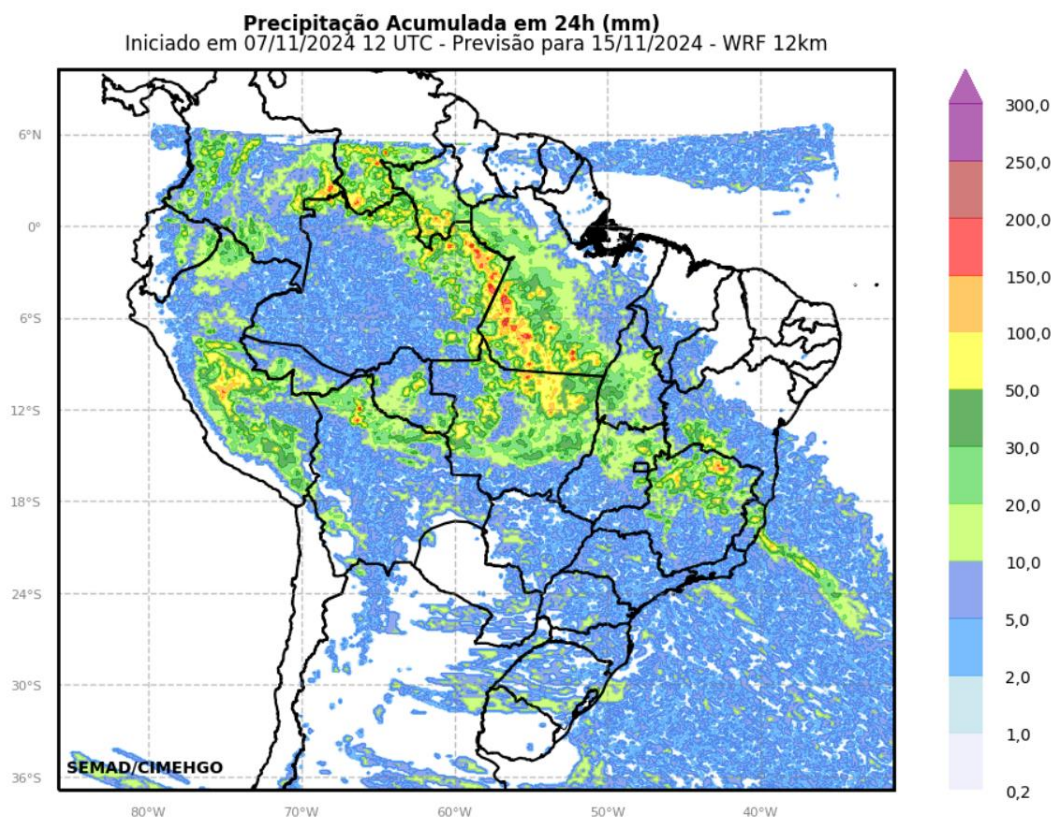 Precipitação Acumulada em 24h (mm)
Iniciado em 07/11/2024 12 UTC - Previsão para 15/11/2024 - WRF 12km
300,0
250,0
200,0
150,0
100,0
50,0
30,0
20,0
10,0
5,0
2,0
1,0
0,2
6°N
0°
6°S
12°S
18°S
24°S
30°S
36°S
SEMAD/CIMEHGO
80°W
70°W
60°W
50°W
40°W